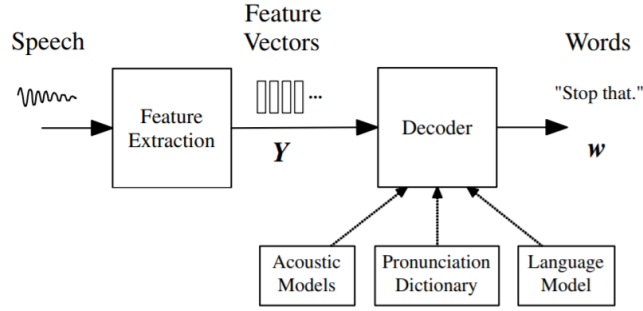 Speech
Feature
Vectors
Words
Feature
Extraction
...
Y
Decoder
"Stop that."
w
Acoustic
Models
Pronunciation
Dictionary
Language
Model